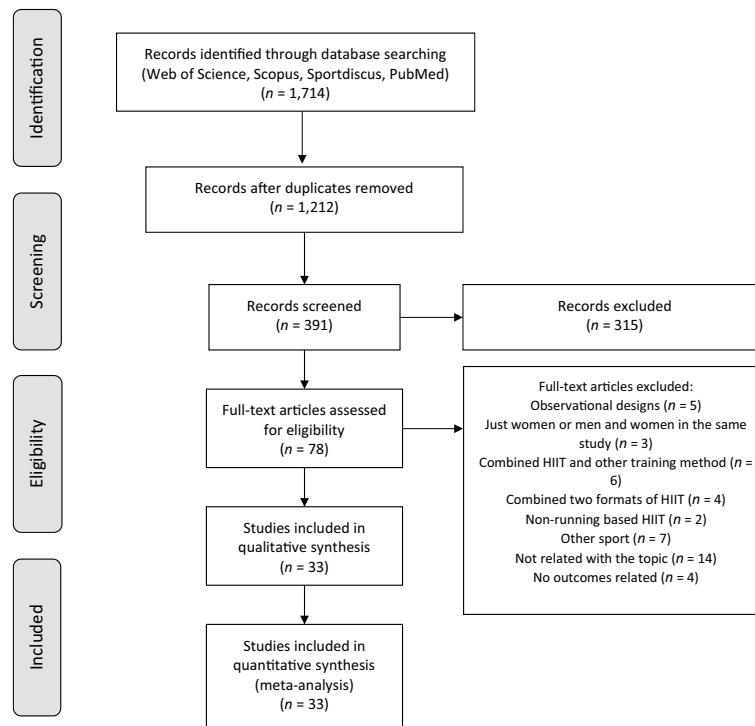 Identification
Records identified through database searching
(Web of Science, Scopus, Sportdiscus, PubMed)
(n = 1,714)
Records after duplicates removed
(n = 1,212)
Screening
Records screened
(n = 391)
Records excluded
(n = 315)
Eligibility
Full-text articles assessed
for eligibility
(n = 78)
Full-text articles excluded:
Observational designs (n = 5)
Just women or men and women in the same
study (n = 3)
Combined HIIT and other training method (n =
6)
Combined two formats of HIIT (n = 4)
Non-running based HIIT (n = 2)
Other sport (n = 7)
Not related with the topic (n = 14)
No outcomes related (n = 4)
Studies included in
qualitative synthesis
(n = 33)
Included
Studies included in
quantitative synthesis
(meta-analysis)
(n = 33)